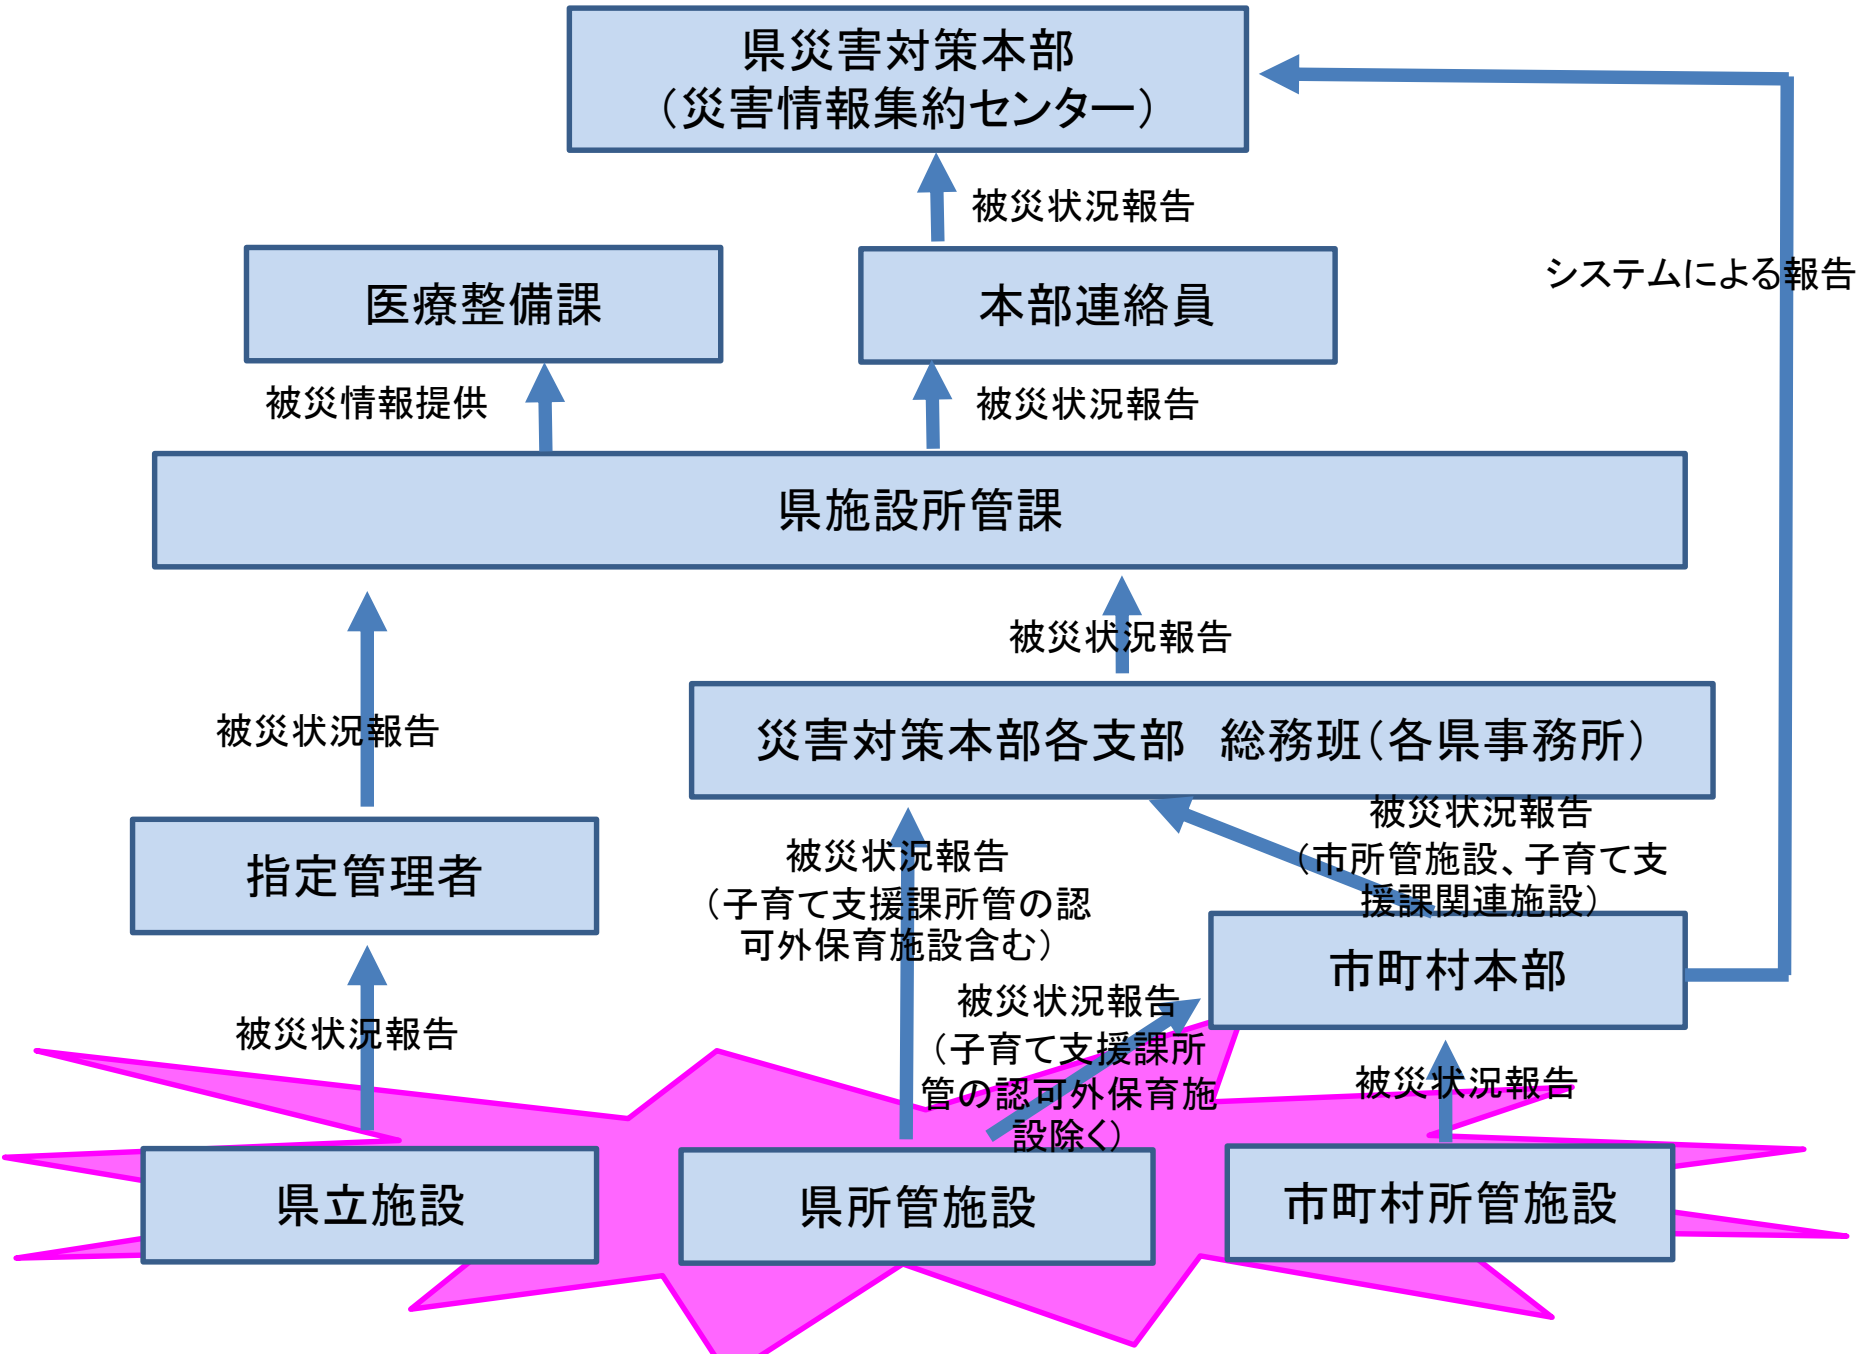 県災害対策本部
（災害情報集約センター）
被災状況報告
システムによる報告
医療整備課
本部連絡員
被災情報提供
被災状況報告
県施設所管課
被災状況報告
被災状況報告
災害対策本部各支部　総務班（各県事務所）
指定管理者
被災状況報告
（子育て支援課所管の認
可外保育施設含む）
被災状況報告
（市所管施設、子育て支
援課関連施設）
市町村本部
被災状況報告
被災状況報告
（子育て支援課所
管の認可外保育施
設除く）
被災状況報告
県立施設
県所管施設
市町村所管施設